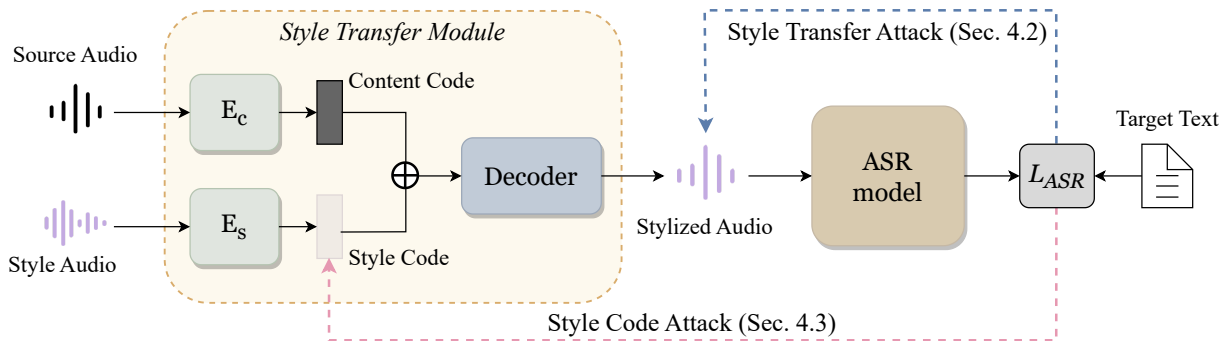 Style Transfer Module
Style Transfer Attack (Sec. 4.2)
Source Audio
Content Code
E_c
Target Text
Decoder
ASR
model
L_ASR
E_s
Stylized Audio
Style Audio
Style Code
Style Code Attack (Sec. 4.3)